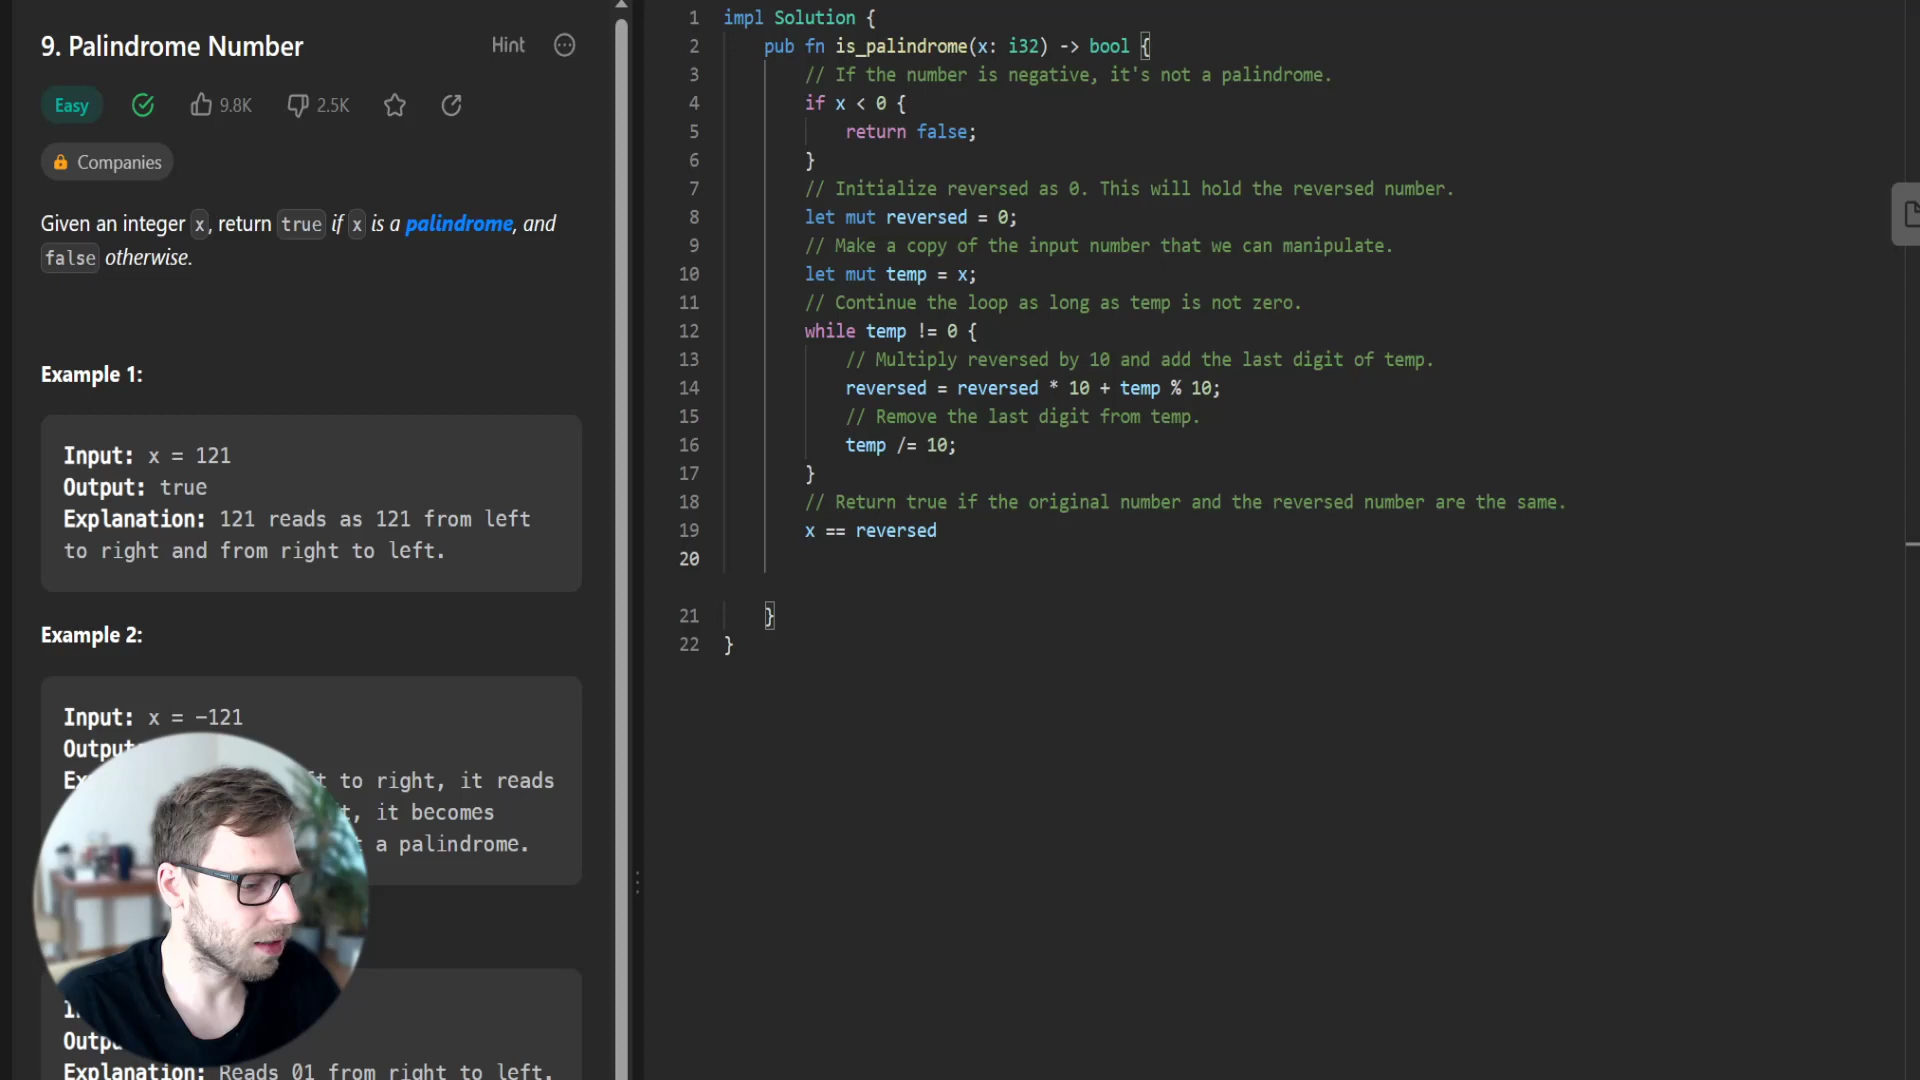 9. Palindrome Number
Hint
Easy
9.8K
2.5K
Companies
Given an integer x, return true if x is a palindrome, and
false otherwise.
Example 1:
Input: x = 121
Output: true
Explanation: 121 reads as 121 from left
to right and from right to left.
Example 2:
Input: x = -121
to right, it reads
it becomes
a palindrome.
Explanation: Reads 01 from right to left.
1 impl Solution {
2 pub fn is_palindrome(x: i32) -> bool {
3 // If the number is negative, it's not a palindrome.
4 if x < 0 {
5 return false;
6 }
7 // Initialize reversed as 0. This will hold the reversed number.
8 let mut reversed = 0;
9 // Make a copy of the input number that we can manipulate.
10 let mut temp = x;
11 // Continue the loop as long as temp is not zero.
12 while temp != 0 {
13 // Multiply reversed by 10 and add the last digit of temp.
14 reversed = reversed * 10 + temp % 10;
15 // Remove the last digit from temp.
16 temp /= 10;
17 }
18 // Return true if the original number and the reversed number are the same.
19 x == reversed
20
21 }
22 }